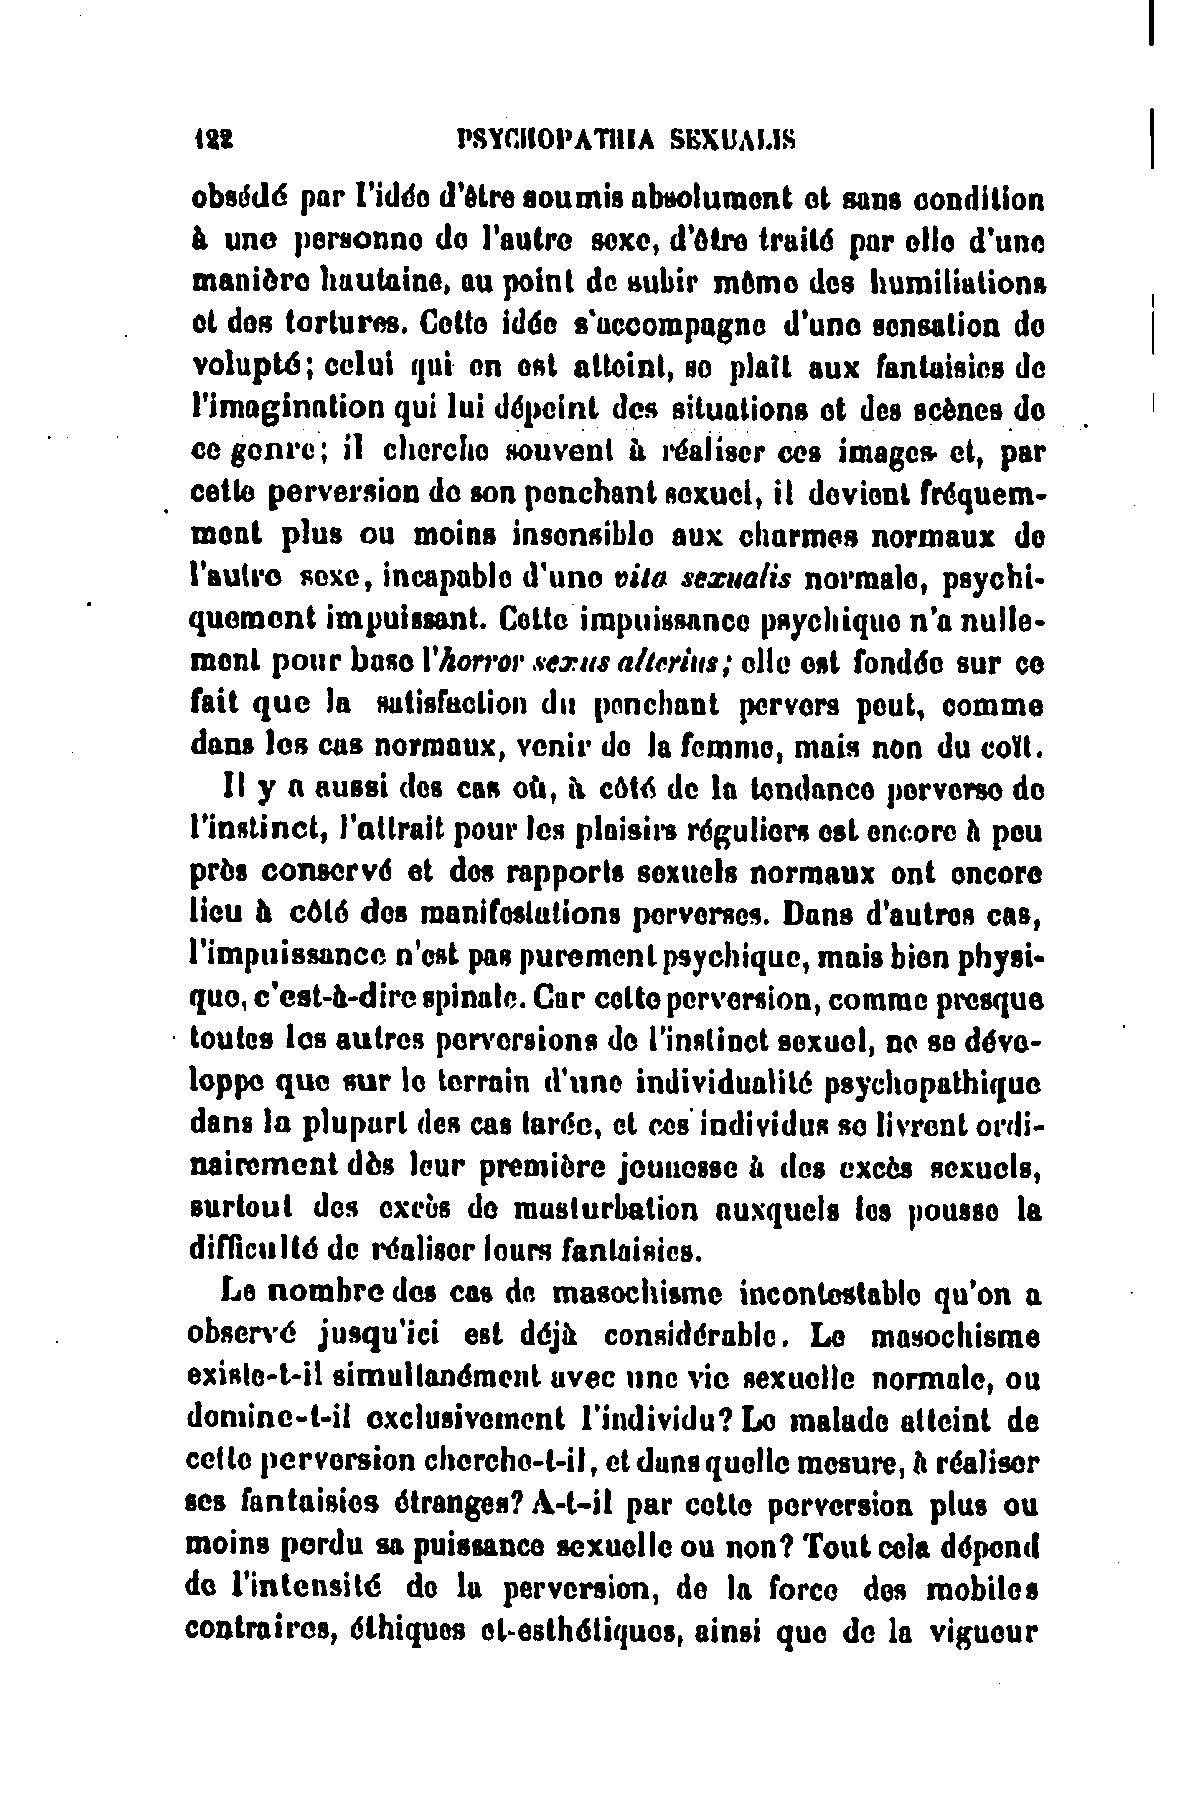 122 PSYCHOPATHIA SEXUALIS
obsédé par l'idée d'être soumis absolument et sans condition
à une personne de l'autre sexe, d'être traité par elle d'une
manière hautaine, au point de subir même des humiliations
et des tortures. Cette idée s'accompagne d'une sensation de
volupté; celui qui en est atteint, se plaît aux fantaisies de
l'imagination qui lui dépeint des situations et des scènes de
ce genre; il cherche souvent à réaliser ces images et, par
cette perversion de son penchant sexuel, il devient fréquem-
ment plus ou moins insensible aux charmes normaux de
l'autre sexe, incapable d'une vita sexualis normale, psychi-
quement impuissant. Cette impuissance psychique n'a nulle-
ment pour base l'horror sexus alterius; elle est fondée sur ce
fait que la satisfaction du penchant pervers peut, comme
dans les cas normaux, venir de la femme, mais non du coït.
Il y a aussi des cas où, à côté de la tendance perverse de
l'instinct, l'attrait pour les plaisirs réguliers est encore à peu
près conservé et des rapports sexuels normaux ont encore
lieu à côté des manifestations perverses. Dans d'autres cas,
l'impuissance n'est pas purement psychique, mais bien physi-
que, c'est-à-dire spinale. Car cette perversion, comme presque
toutes les autres perversions de l'instinct sexuel, ne se déve-
loppe que sur le terrain d'une individualité psychopathique
dans la plupart des cas tarée, et ces individus se livrent ordi-
nairement dès leur première jeunesse à des excès sexuels,
surtout des excès de masturbation auxquels les pousse la
difficulté de réaliser leurs fantaisies.
Le nombre des cas de masochisme incontestable qu'on a
observé jusqu'ici est déjà considérable. Le masochisme
existe-t-il simultanément avec une vie sexuelle normale, ou
domine-t-il exclusivement l'individu? Le malade atteint de
cette perversion cherche-t-il, et dans quelle mesure, à réaliser
ses fantaisies étranges? A-t-il par cette perversion plus ou
moins perdu sa puissance sexuelle ou non? Tout cela dépend
de l'intensité de la perversion, de la force des mobiles
contraires, éthiques et esthétiques, ainsi que de la vigueur